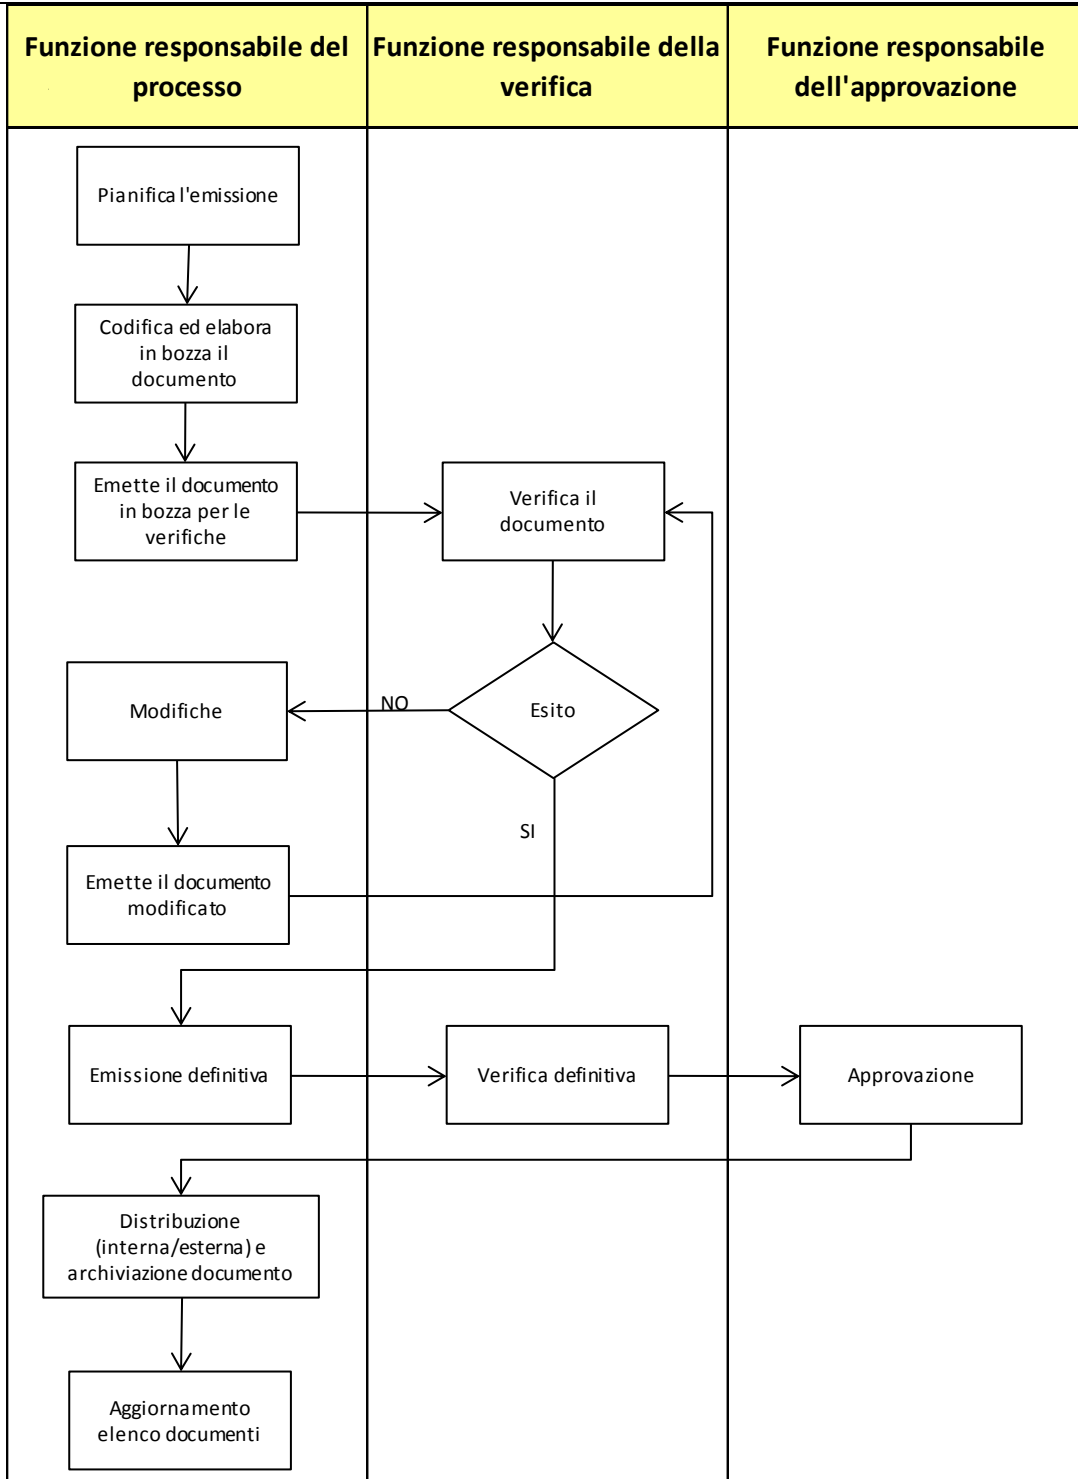 Funzione responsabile del
processo
Funzione responsabile della
verifica
Funzione responsabile
dell'approvazione
Pianifica l'emissione
Codifica ed elabora
in bozza il
documento
Emette il documento
in bozza per le
verifiche
Verifica il
documento
Modifiche
NO
Esito
SI
Emette il documento
modificato
Emissione definitiva
Verifica definitiva
Approvazione
Distribuzione
(interna/esterna) e
archiviazione documento
Aggiornamento
elenco documenti